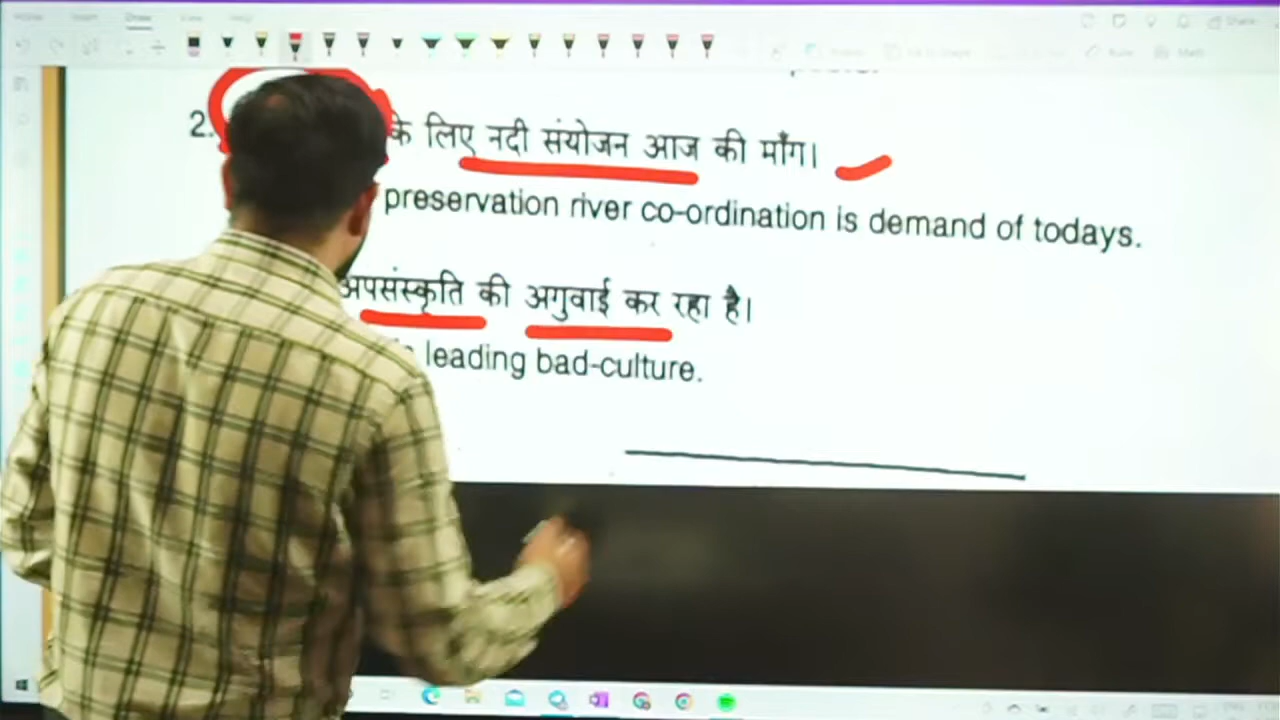 2. के लिए नदी संयोजन आज की माँग।
preservation river co-ordination is demand of todays.
अपसंस्कृति की अगुवाई कर रहा है।
leading bad-culture.